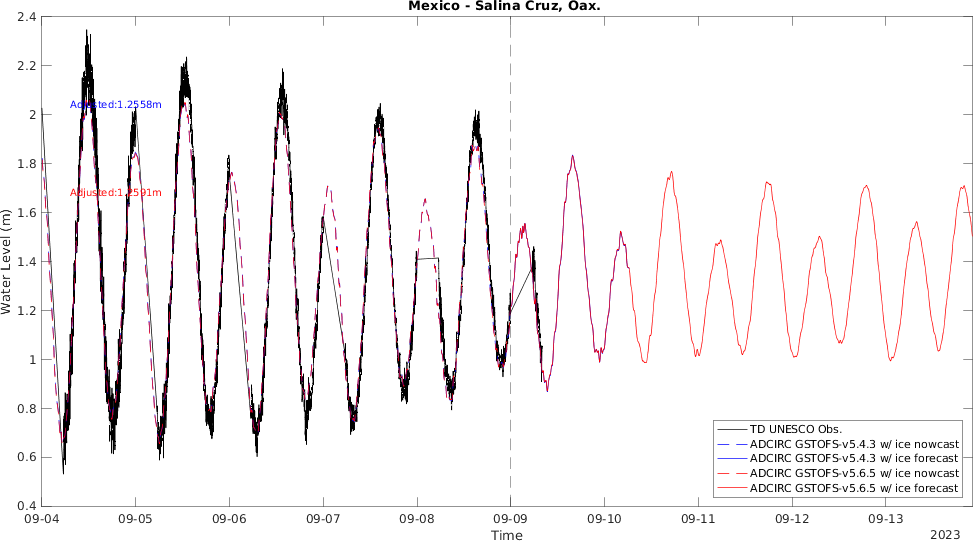 Mexico - Salina Cruz, Oax.
2.4
2.2
2
1.8
1.6
1.4
1.2
1
0.8
0.6
0.4
Water Level (m)
Adjusted:1.2558m
Adjusted:1.2591m
TD UNESCO Obs.
ADCIRC GSTOFS-v5.4.3 w/ ice nowcast
ADCIRC GSTOFS-v5.4.3 w/ ice forecast
ADCIRC GSTOFS-v5.6.5 w/ ice nowcast
ADCIRC GSTOFS-v5.6.5 w/ ice forecast
09-04 09-05 09-06 09-07 09-08 09-09 09-10 09-11 09-12 09-13
Time
2023